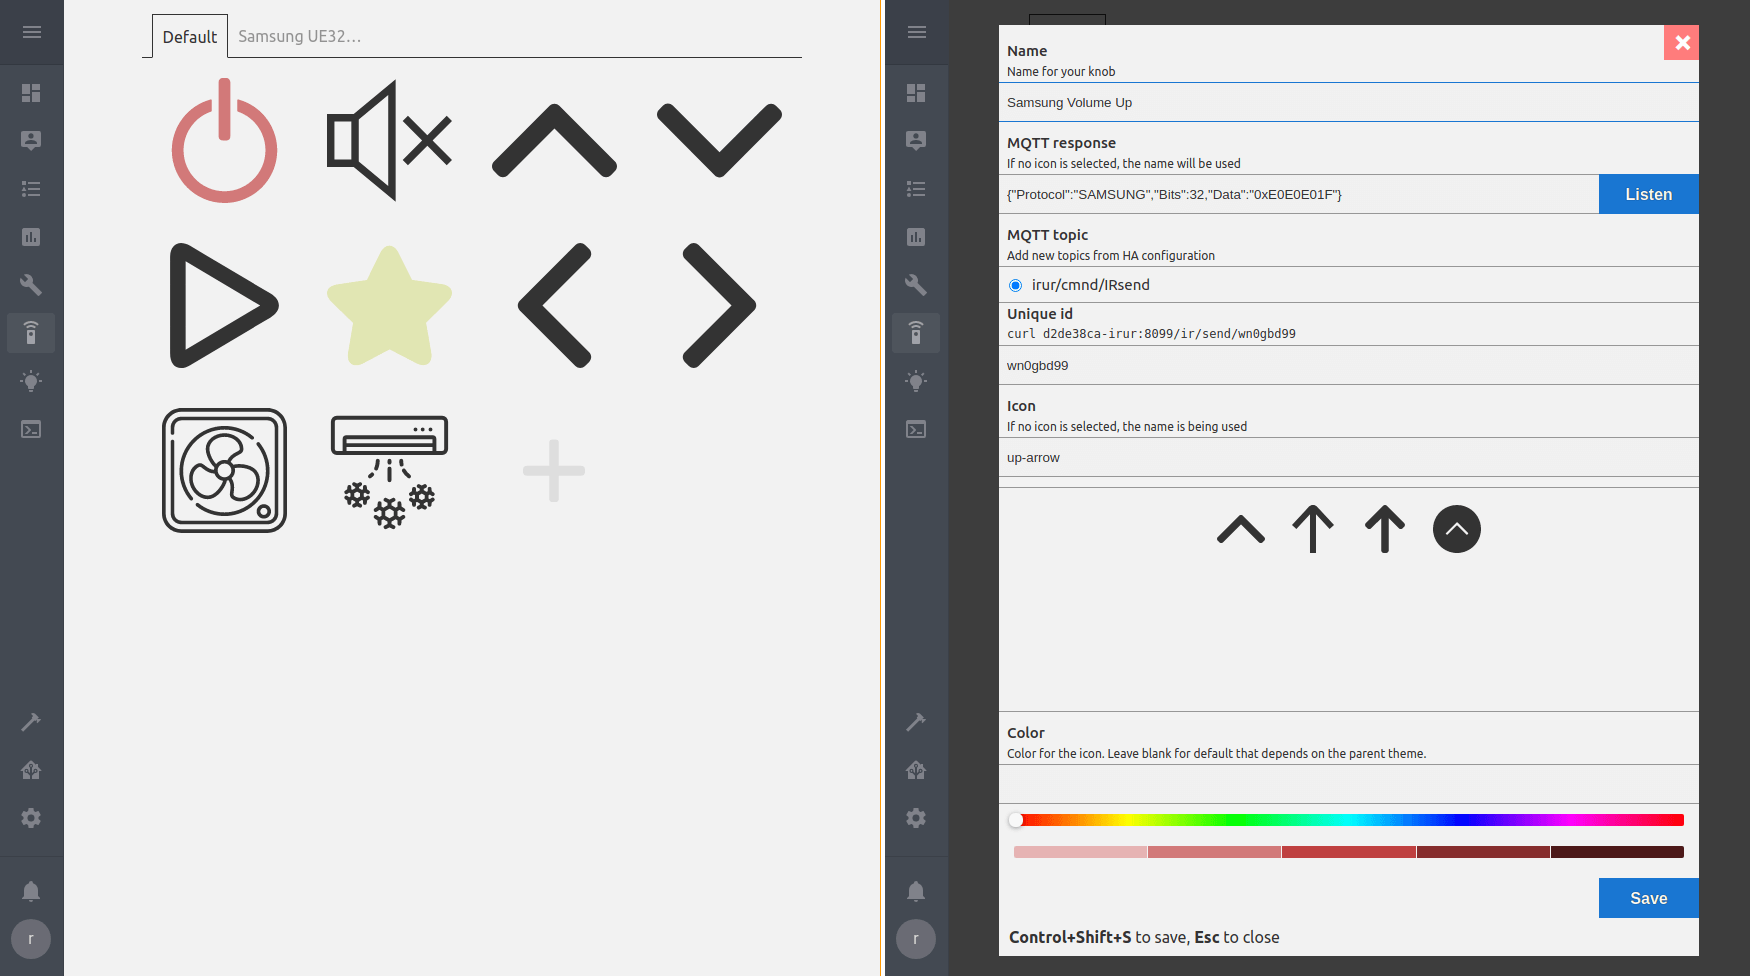 Default
Samsung UE32...
r
Name
Name for your knob
Samsung Volume Up
MQTT response
If no icon is selected, the name will be used
{"Protocol":"SAMSUNG","Bits":32,"Data":"0xE0E0E01F"}
Listen
MQTT topic
Add new topics from HA configuration
irur/cmnd/IRsend
Unique id
curl d2de38ca-irur:8099/ir/send/wn0gbd99
wn0gbd99
Icon
If no icon is selected, the name is being used
up-arrow
Color
Color for the icon. Leave blank for default that depends on the parent theme.
Save
Control+Shift+S to save, Esc to close
r